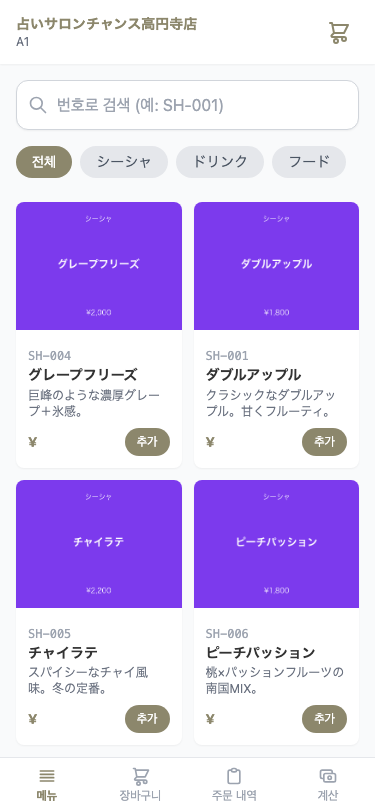 占いサロンチャンス高円寺店
A1
번호로 검색 (예: SH-001)
전체
シーシャ
ドリンク
フード
シーシャ
グレープフリーズ
¥2,000
SH-004
グレープフリーズ
巨峰のような濃厚グレー
プ＋氷感。
¥
추가
シーシャ
ダブルアップル
¥1,800
SH-001
ダブルアップル
クラシックなダブルアッ
プル。甘くフルーティ。
¥
추가
シーシャ
チャイラテ
¥2,200
SH-005
チャイラテ
スパイシーなチャイ風
味。冬の定番。
¥
추가
シーシャ
ピーチパッション
¥1,800
SH-006
ピーチパッション
桃×パッションフルーツの
南国MIX。
¥
추가
메뉴
장바구니
주문 내역
계산